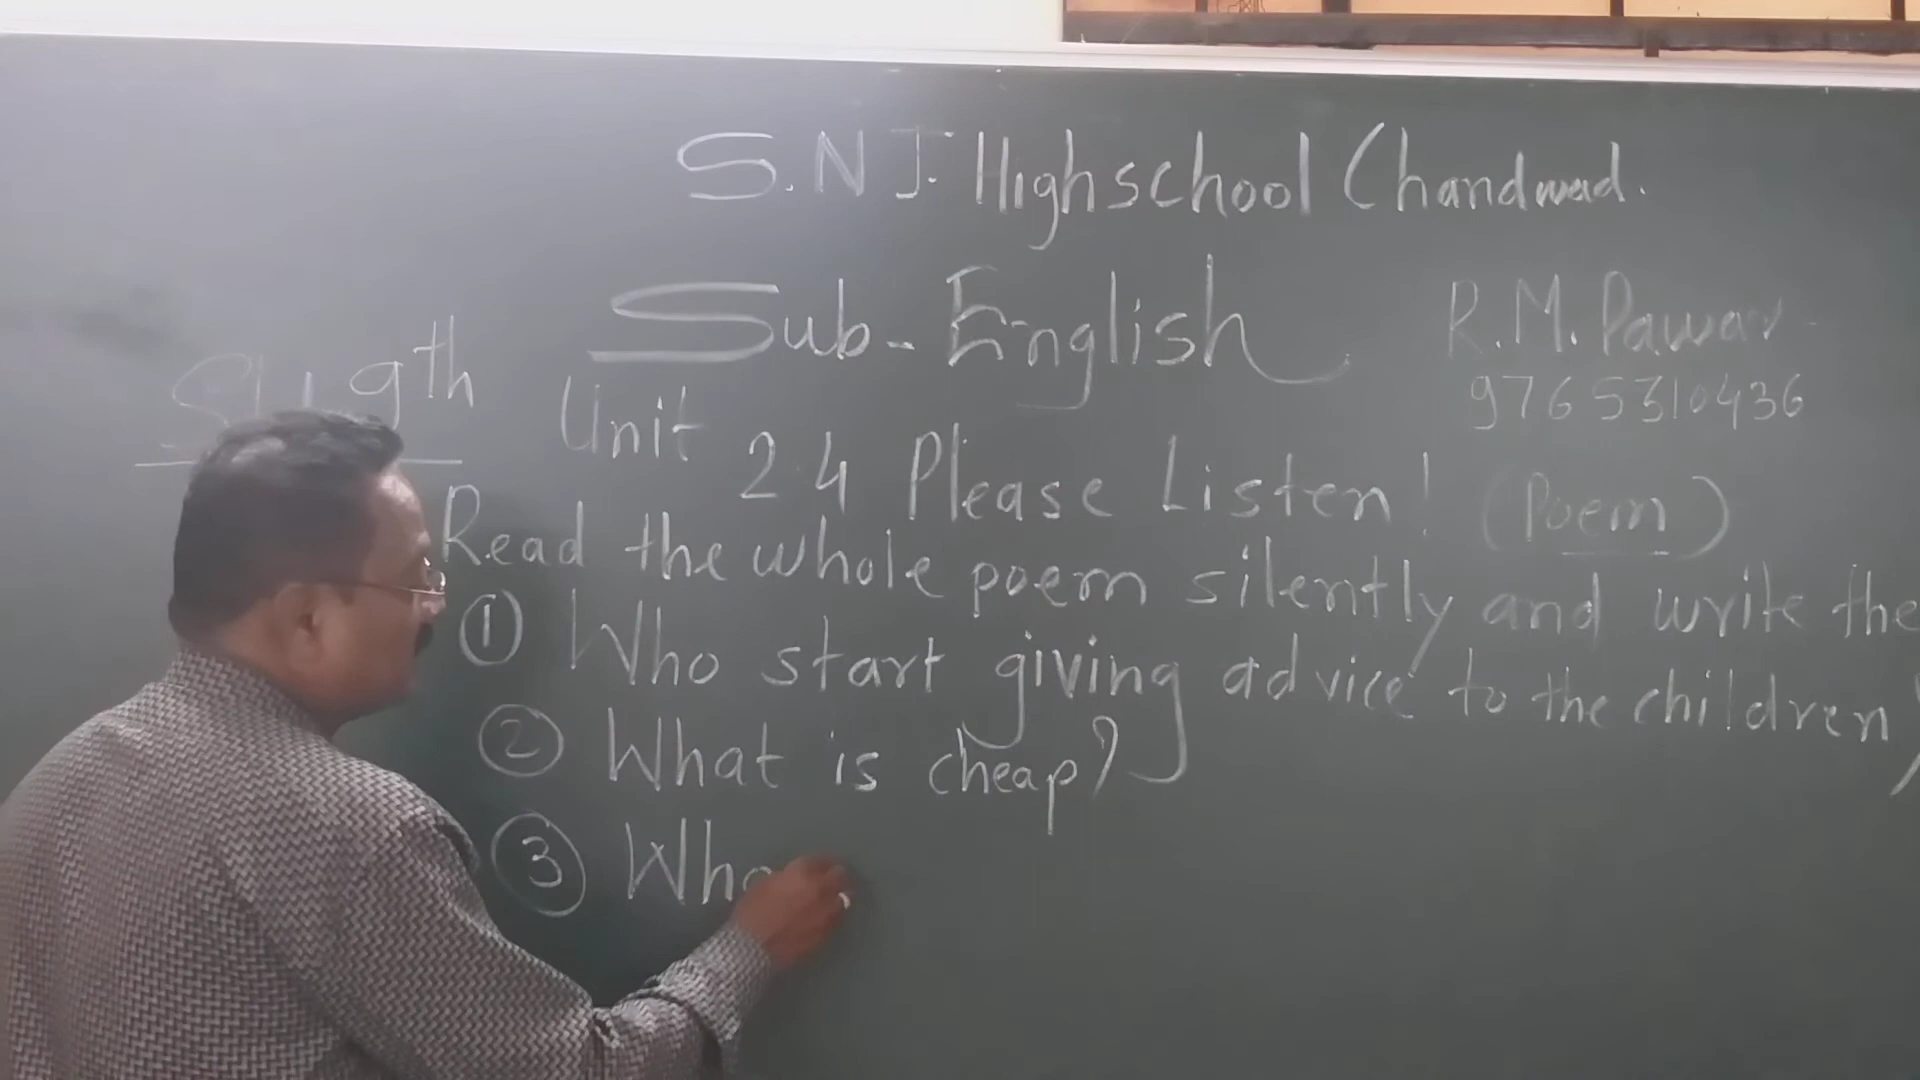 S.N.J. Highschool Chandwad.
Sub- English
R.M. Pawar
9765310436
9th
Unit 2.4 Please Listen! (Poem)
Read the whole poem silently and write the
① Who start giving advice to the children?
② What is cheap?
③ Who